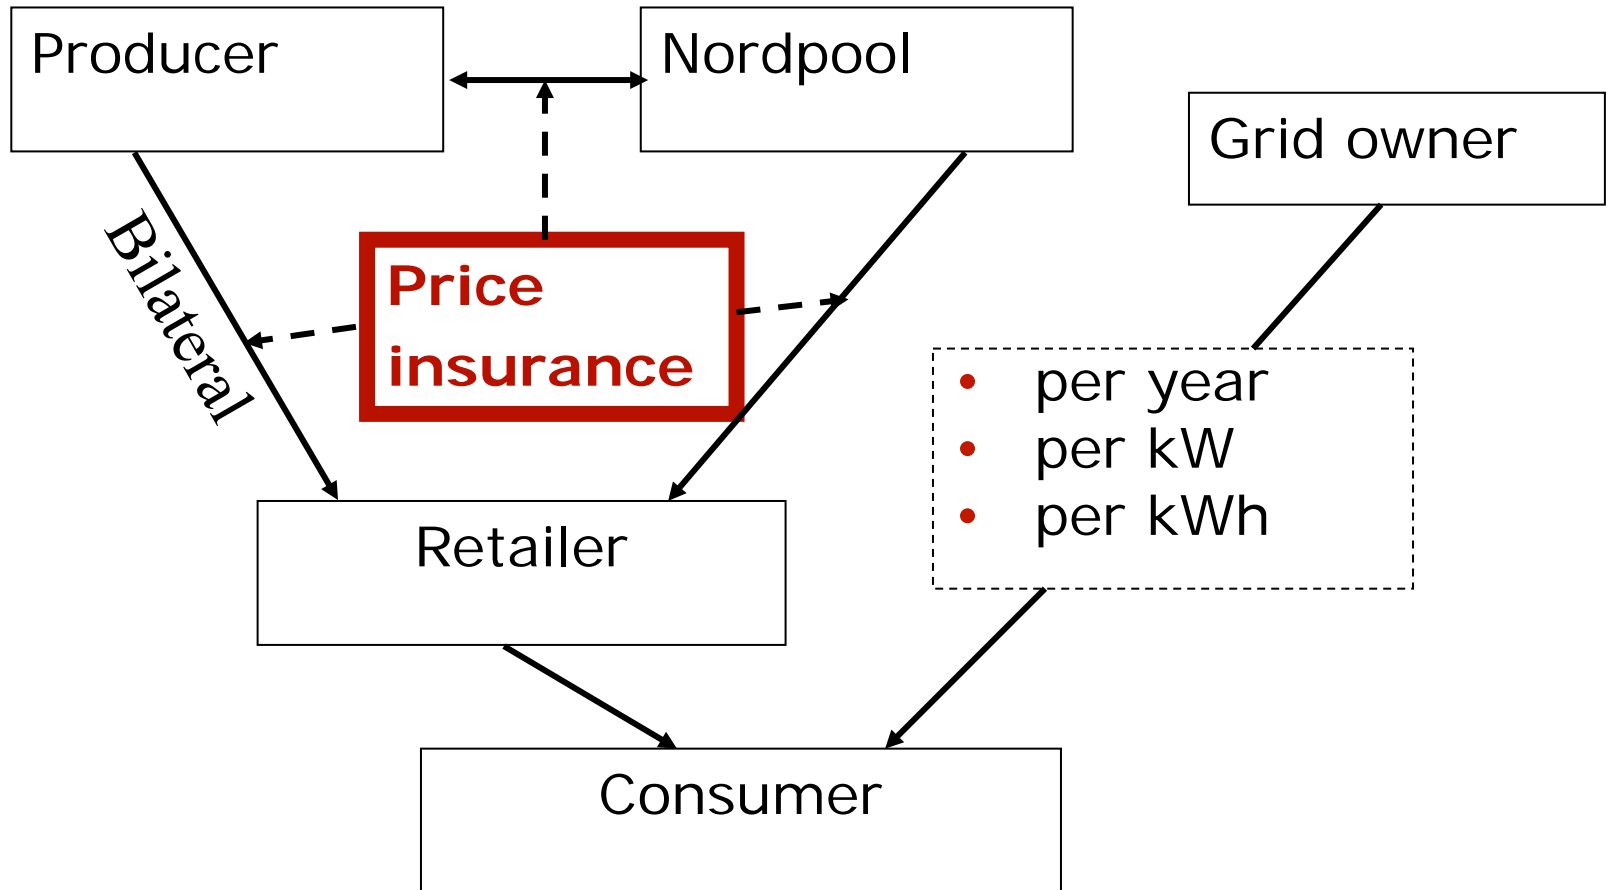 Producer
Nordpool
Grid owner
Bilateral
Price
insurance
• per year
• per kW
• per kWh
Retailer
Consumer